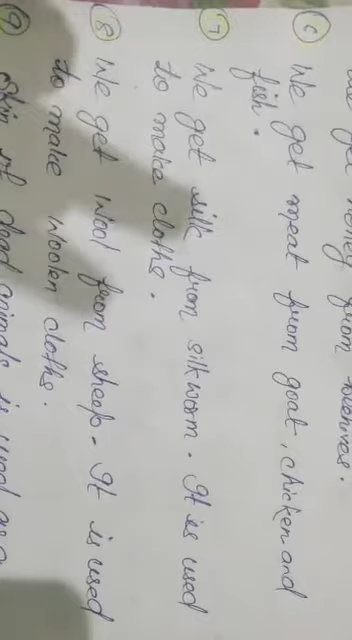 we get honey from beehives.
6 We get meat from goat, chicken and
fish.
7 We get silk from silkworm. It is used
to make cloths.
8 We get wool from sheep. It is used
to make woolen cloths.
9 Skin of dead animals is used as a